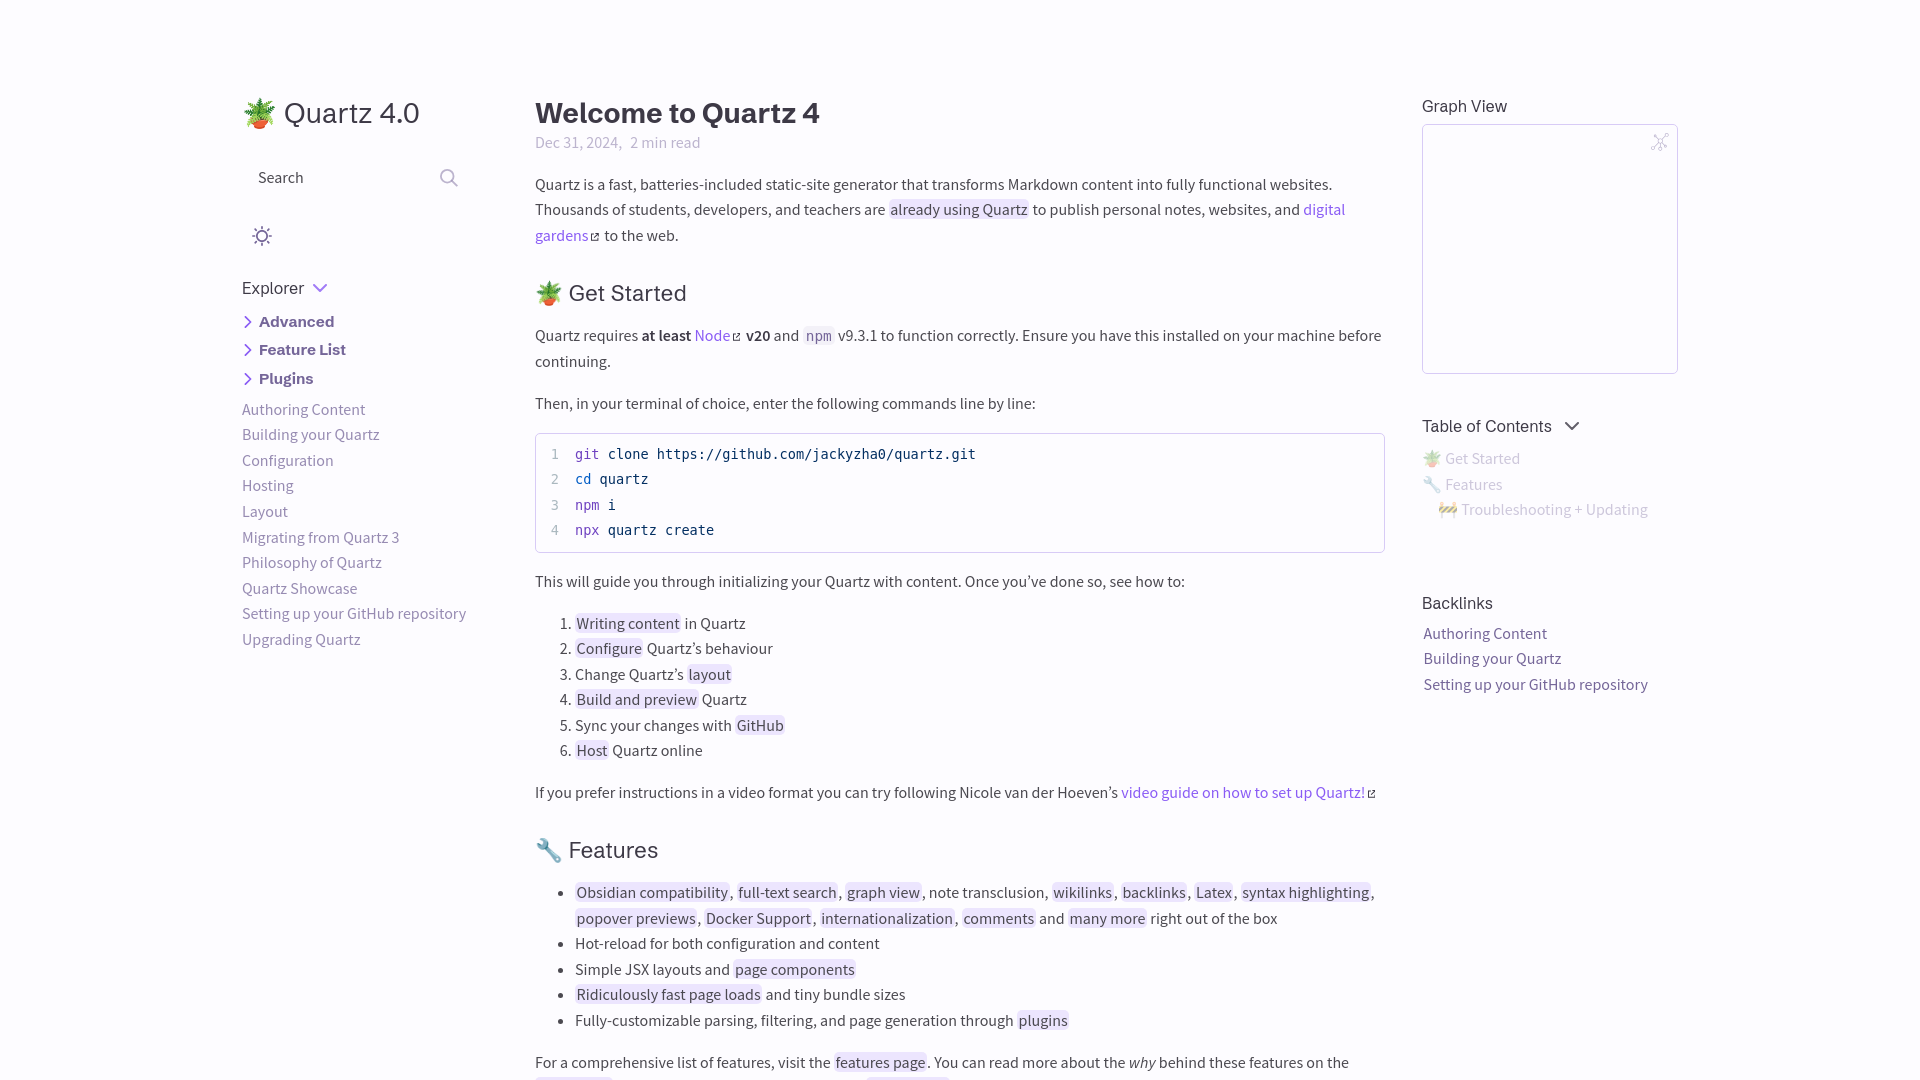 🪴 Quartz 4.0
Search
Explorer
Advanced
Feature List
Plugins
Authoring Content
Building your Quartz
Configuration
Hosting
Layout
Migrating from Quartz 3
Philosophy of Quartz
Quartz Showcase
Setting up your GitHub repository
Upgrading Quartz
Welcome to Quartz 4
Dec 31, 2024, 2 min read
Quartz is a fast, batteries-included static-site generator that transforms Markdown content into fully functional websites.
Thousands of students, developers, and teachers are already using Quartz to publish personal notes, websites, and digital
gardens to the web.
🪴 Get Started
Quartz requires at least Node v20 and npm v9.3.1 to function correctly. Ensure you have this installed on your machine before
continuing.
Then, in your terminal of choice, enter the following commands line by line:
1 git clone https://github.com/jackyzha0/quartz.git
2 cd quartz
3 npm i
4 npx quartz create
This will guide you through initializing your Quartz with content. Once you’ve done so, see how to:
1. Writing content in Quartz
2. Configure Quartz’s behaviour
3. Change Quartz’s layout
4. Build and preview Quartz
5. Sync your changes with GitHub
6. Host Quartz online
If you prefer instructions in a video format you can try following Nicole van der Hoeven’s video guide on how to set up Quartz!
🔧 Features
• Obsidian compatibility, full-text search, graph view, note transclusion, wikilinks, backlinks, Latex, syntax highlighting,
popover previews, Docker Support, internationalization, comments and many more right out of the box
• Hot-reload for both configuration and content
• Simple JSX layouts and page components
• Ridiculously fast page loads and tiny bundle sizes
• Fully-customizable parsing, filtering, and page generation through plugins
For a comprehensive list of features, visit the features page. You can read more about the why behind these features on the
Graph View
Table of Contents
🪴 Get Started
🔧 Features
🚧 Troubleshooting + Updating
Backlinks
Authoring Content
Building your Quartz
Setting up your GitHub repository